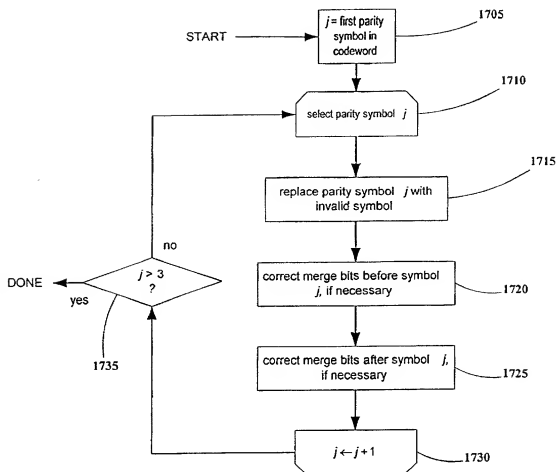 START
j = first parity
symbol in
codeword
1705
select parity symbol j
1710
replace parity symbol j with
invalid symbol
1715
correct merge bits before symbol
j, if necessary
1720
correct merge bits after symbol j,
if necessary
1725
j ← j + 1
1730
j > 3
?
no
yes
DONE
1735